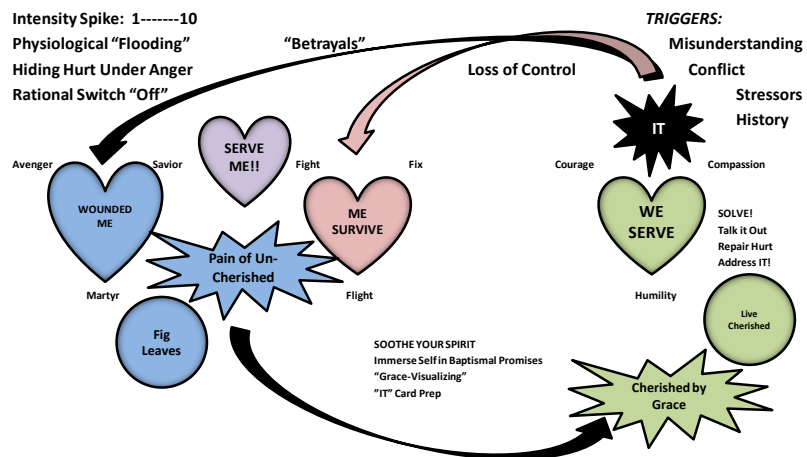 Intensity Spike: 1-------10
Physiological “Flooding”
Hiding Hurt Under Anger
Rational Switch “Off”
“Betrayals”
Loss of Control
TRIGGERS:
Misunderstanding
Conflict
Stressors
History
IT
Avenger
Savior
WOUNDED
ME
Martyr
SERVE
ME!!
Fight
Fix
ME
SURVIVE
Flight
Pain of Un-
Cherished
Fig
Leaves
Courage
Compassion
WE
SERVE
Humility
SOLVE!
Talk it Out
Repair Hurt
Address IT!
Live
Cherished
SOOTHE YOUR SPIRIT
Immerse Self in Baptismal Promises
“Grace-Visualizing”
”IT” Card Prep
Cherished by
Grace